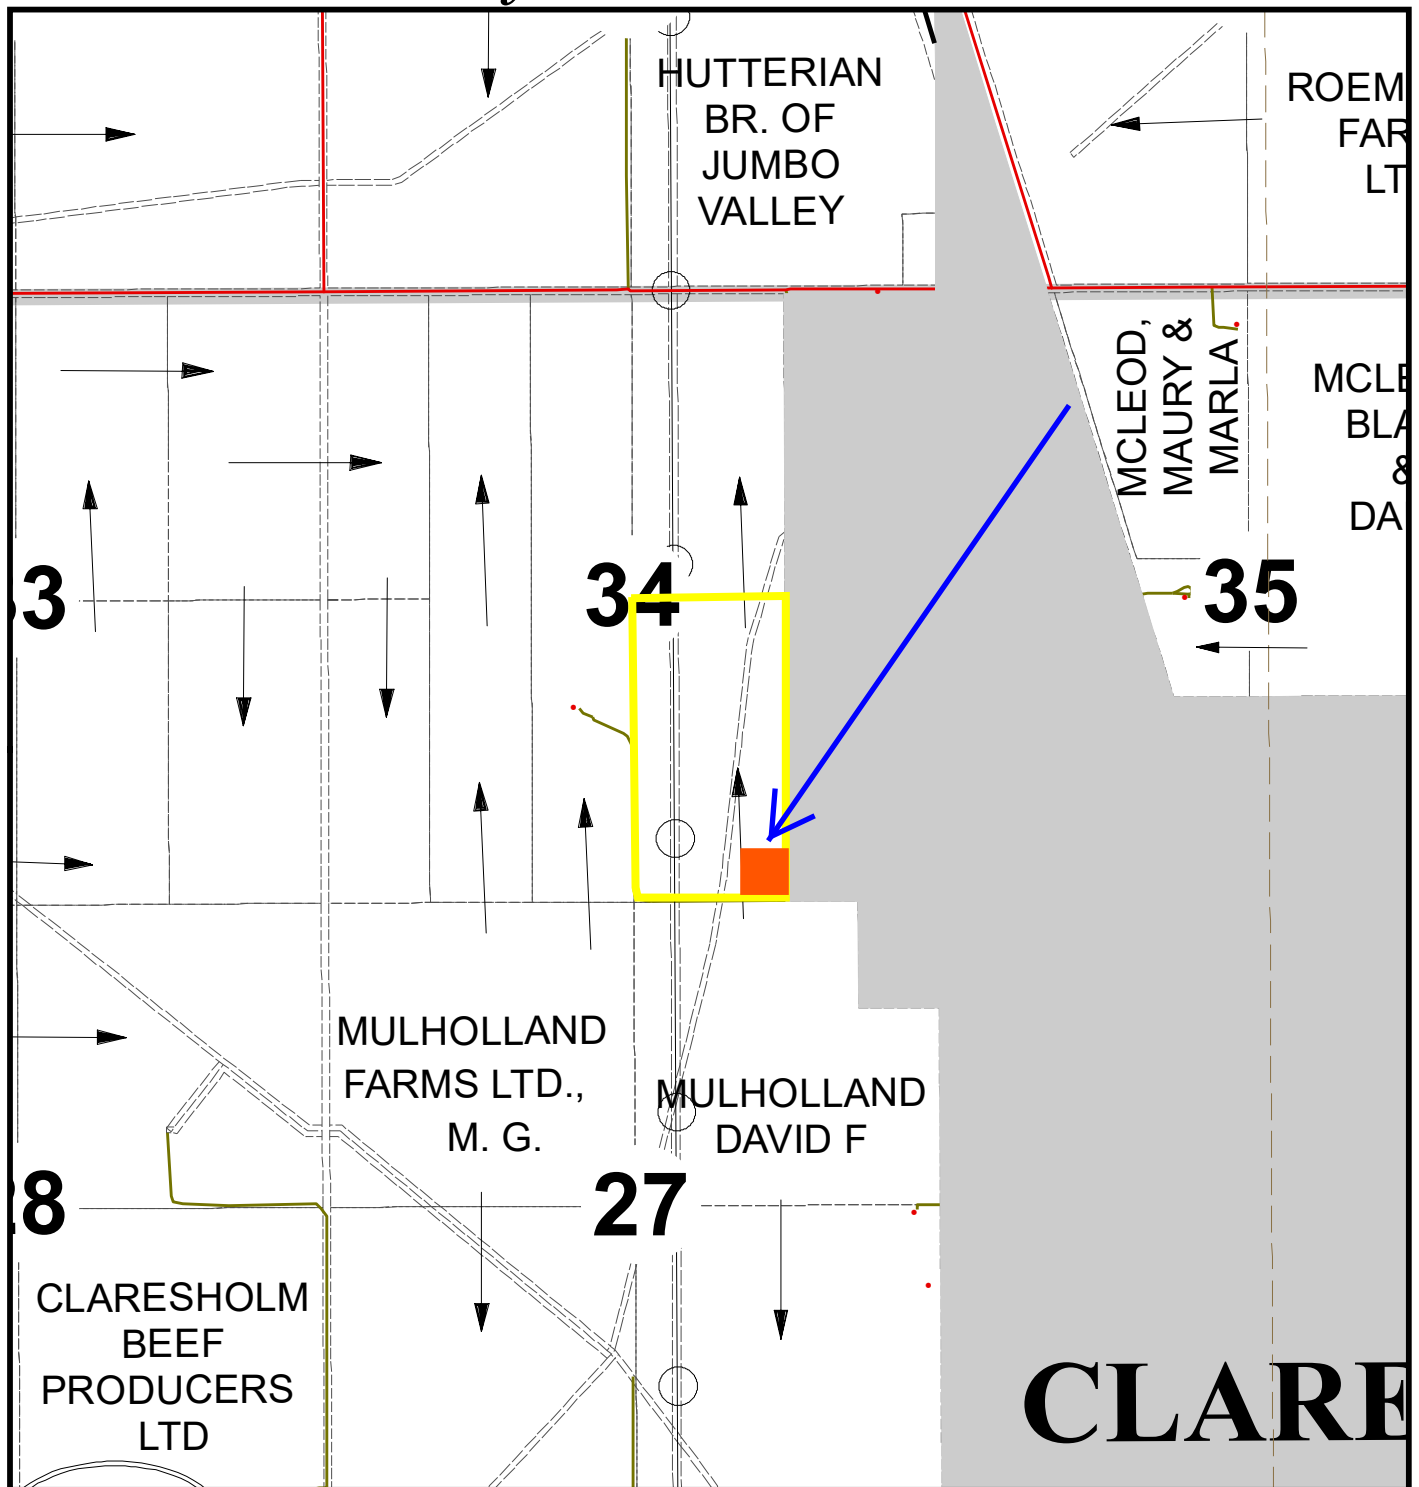 HUTTERIAN
BR. OF
JUMBO
VALLEY
ROEM
FAR
LT
MCLEOD,
MAURY &
MARLA
MCLE
BLA
&
DA
33
34
35
MULHOLLAND
FARMS LTD.,
M. G.
MULHOLLAND
DAVID F
28
27
CLARESHOLM
BEEF
PRODUCERS
LTD
CLARE